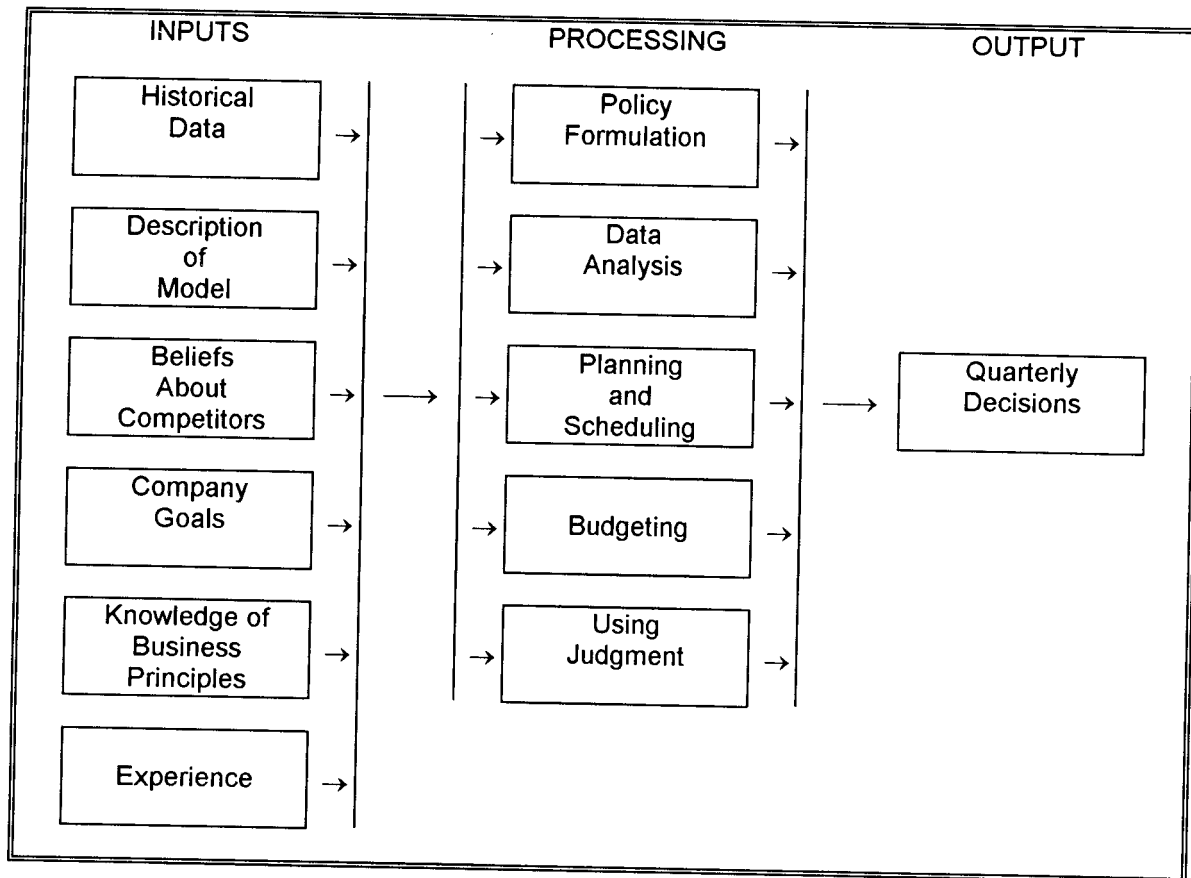 INPUTS
PROCESSING
OUTPUT
Historical
Data
Description
of
Model
Beliefs
About
Competitors
Company
Goals
Knowledge of
Business
Principles
Experience
Policy
Formulation
Data
Analysis
Planning
and
Scheduling
Budgeting
Using
Judgment
Quarterly
Decisions